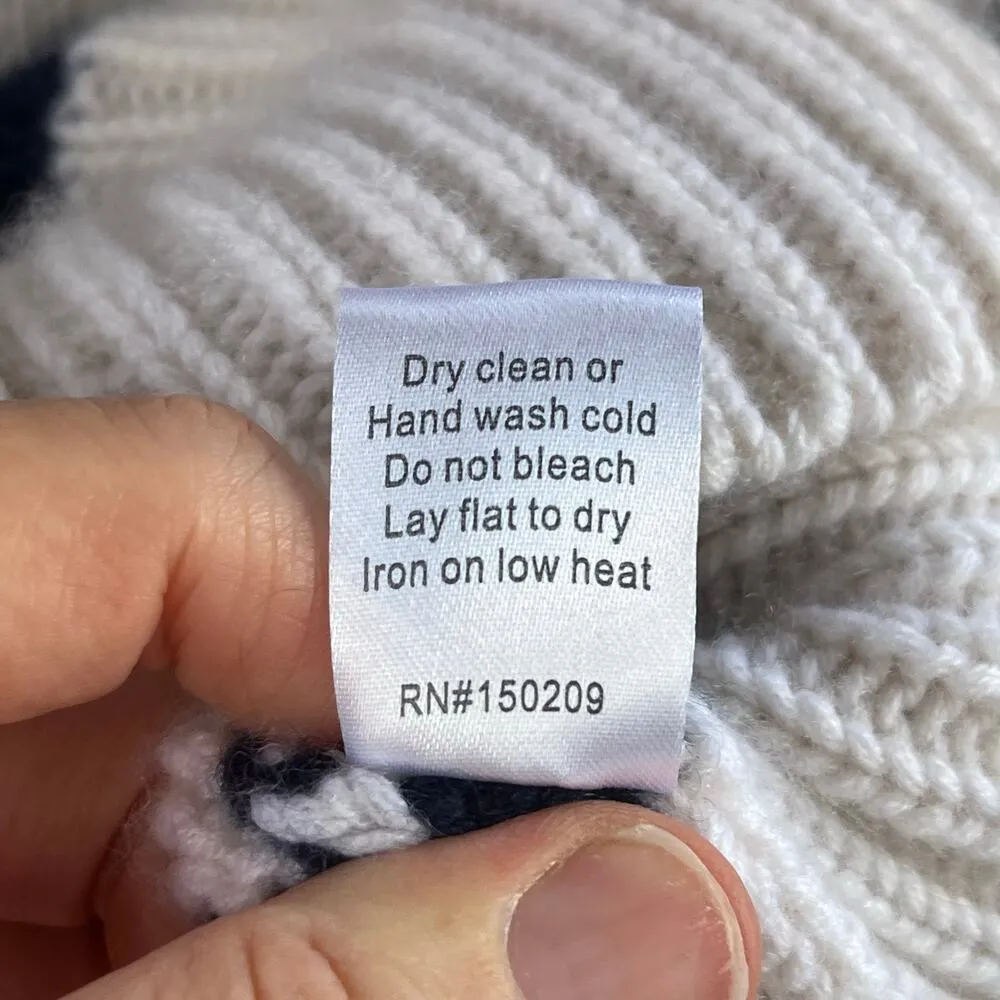 Dry clean or
Hand wash cold
Do not bleach
Lay flat to dry
Iron on low heat
RN#150209